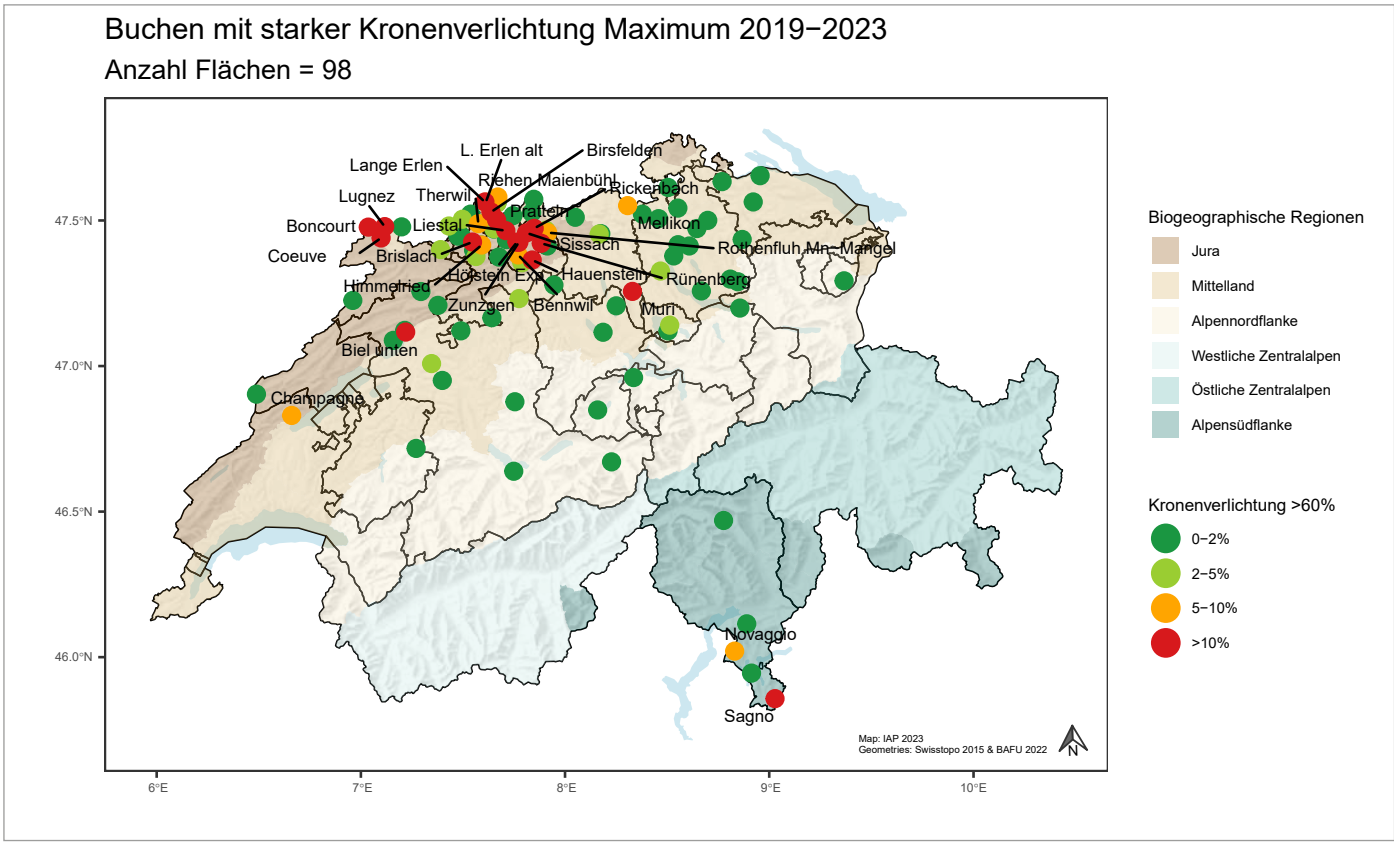 Buchen mit starker Kronenverlichtung Maximum 2019−2023
Anzahl Flächen = 98
L. Erlen alt
Birsfelden
Lange Erlen
Riehen Maienbühl
Rickenbach
Lugnez
Therwil
Pratteln
Mellikon
Boncourt
Liestal
Sissach
Rothenfluh Mn−Mangel
Coeuve
Brislach
Hölstein Exp
Hauenstein
Rünenberg
Himmelried
Zunzgen
Bennwil
Muri
Biel unten
Champagne
Novaggio
Sagno
47.5°N
47.0°N
46.5°N
46.0°N
6°E
7°E
8°E
9°E
10°E
Map: IAP 2023
Geometries: Swisstopo 2015 & BAFU 2022
N
Biogeographische Regionen
Jura
Mittelland
Alpennordflanke
Westliche Zentralalpen
Östliche Zentralalpen
Alpensüdflanke
Kronenverlichtung >60%
0−2%
2−5%
5−10%
>10%